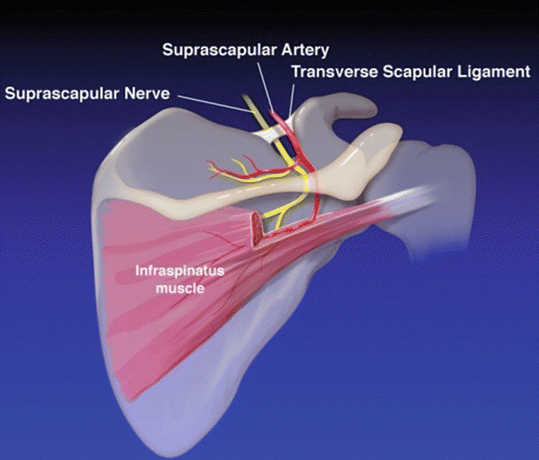 Suprascapular Artery
Transverse Scapular Ligament
Suprascapular Nerve
Infraspinatus
muscle